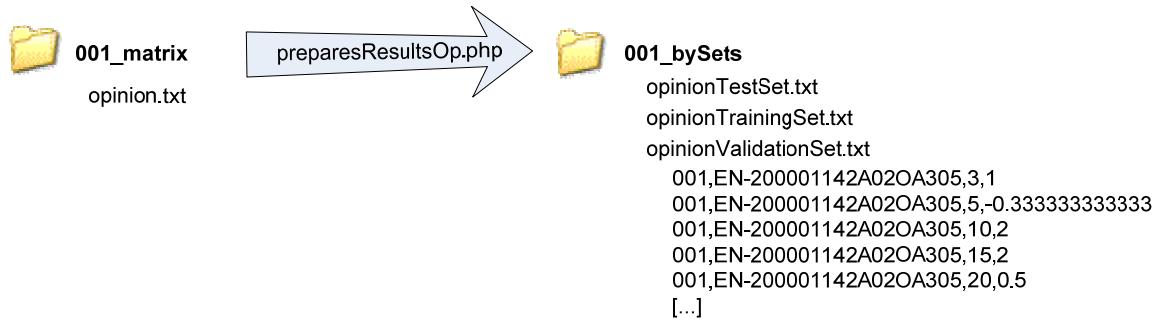 001_matrix
opinion.txt
preparesResultsOp.php
001_bySets
opinionTestSet.txt
opinionTrainingSet.txt
opinionValidationSet.txt
001,EN-200001142A02OA305,3,1
001,EN-200001142A02OA305,5,-0.333333333333
001,EN-200001142A02OA305,10,2
001,EN-200001142A02OA305,15,2
001,EN-200001142A02OA305,20,0.5
[...]